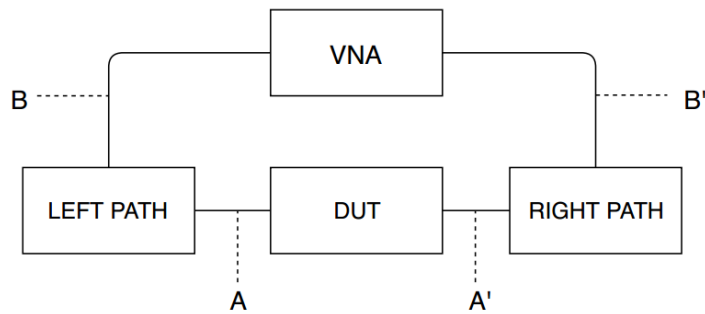 VNA
B
B'
LEFT PATH
DUT
RIGHT PATH
A
A'